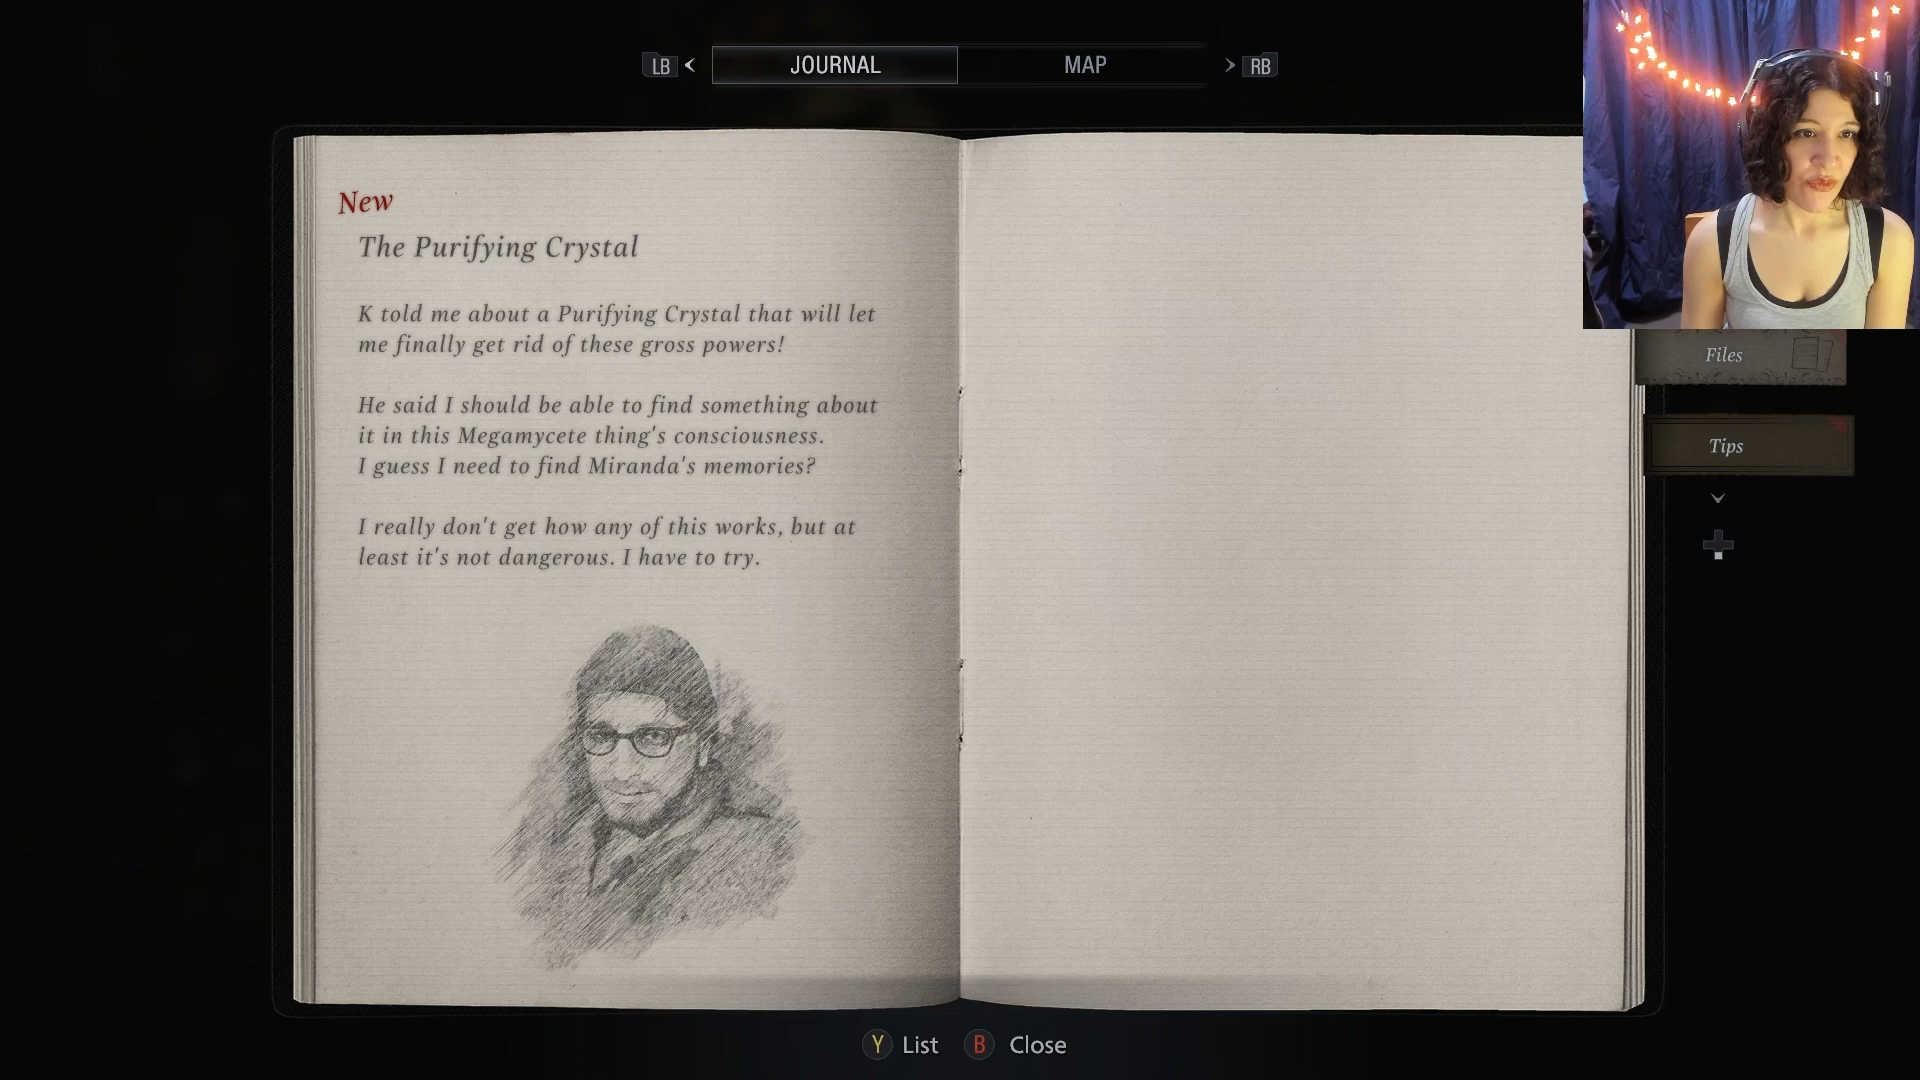 LB JOURNAL MAP RB
New
The Purifying Crystal
K told me about a Purifying Crystal that will let
me finally get rid of these gross powers!
He said I should be able to find something about
it in this Megamycete thing's consciousness.
I guess I need to find Miranda's memories?
I really don't get how any of this works, but at
least it's not dangerous. I have to try.
Files
Tips
Y List B Close